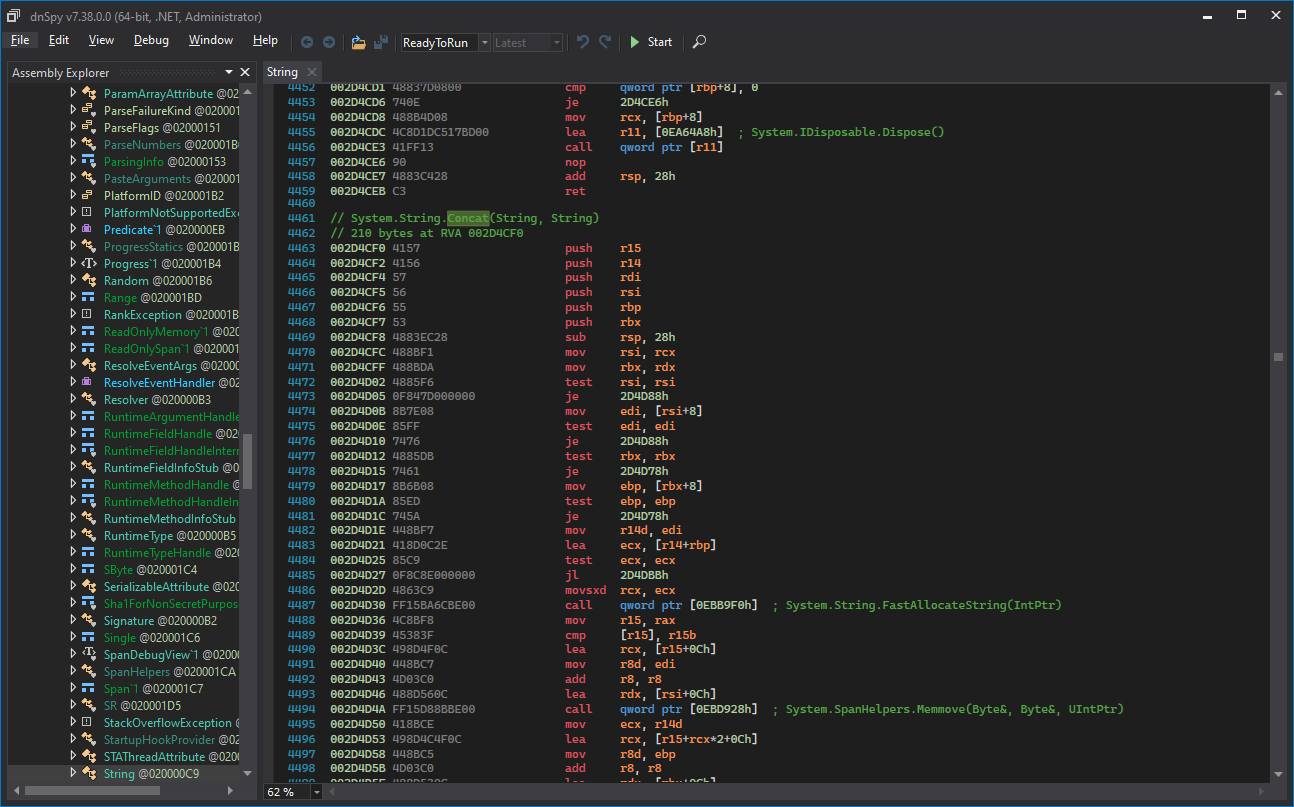 dnSpy v7.38.0.0 (64-bit, .NET, Administrator)
File Edit View Debug Window Help ReadyToRun Latest Start
Assembly Explorer
ParamArrayAttribute @02
ParseFailureKind @020001
ParseFlags @02000151
ParseNumbers @020001B
ParsingInfo @02000153
PasteArguments @020001
PlatformID @020001B2
PlatformNotSupportedEx
Predicate`1 @020000EB
ProgressStatics @020001B
Progress`1 @020001B4
Random @020001B6
Range @020001BD
RankException @020001B
ReadOnlyMemory`1 @02
ReadOnlySpan`1 @020001
ResolveEventArgs @02000
ResolveEventHandler @02
Resolver @020000B3
RuntimeArgumentHandle
RuntimeFieldHandle @02
RuntimeFieldHandleIntern
RuntimeFieldInfoStub @0
RuntimeMethodHandle @
RuntimeMethodHandleIn
RuntimeMethodInfoStub
RuntimeType @020000B5
RuntimeTypeHandle @02
SByte @020001C4
SerializableAttribute @020
Sha1ForNonSecretPurpos
Signature @020000B2
Single @020001C6
SpanDebugView`1 @0200
SpanHelpers @020001CA
Span`1 @020001C7
SR @020001D5
StackOverflowException @
StartupHookProvider @02
STAThreadAttribute @020
String @020000C9
String
4452 002D4CD1 48837D0800 cmp qword ptr [rbp+8], 0
4453 002D4CD6 740E je 2D4CE6h
4454 002D4CD8 488B4D08 mov rcx, [rbp+8]
4455 002D4CDC 4C8D1DC517BD00 lea r11, [0EA64A8h] ; System.IDisposable.Dispose()
4456 002D4CE3 41FF13 call qword ptr [r11]
4457 002D4CE6 90 nop
4458 002D4CE7 4883C428 add rsp, 28h
4459 002D4CEB C3 ret
4460
4461 // System.String.Concat(String, String)
4462 // 210 bytes at RVA 002D4CF0
4463 002D4CF0 4157 push r15
4464 002D4CF2 4156 push r14
4465 002D4CF4 57 push rdi
4466 002D4CF5 56 push rsi
4467 002D4CF6 55 push rbp
4468 002D4CF7 53 push rbx
4469 002D4CF8 4883EC28 sub rsp, 28h
4470 002D4CFC 488BF1 mov rsi, rcx
4471 002D4CFF 488BDA mov rbx, rdx
4472 002D4D02 4885F6 test rsi, rsi
4473 002D4D05 0F847D000000 je 2D4D88h
4474 002D4D0B 8B7E08 mov edi, [rsi+8]
4475 002D4D0E 85FF test edi, edi
4476 002D4D10 7476 je 2D4D88h
4477 002D4D12 4885DB test rbx, rbx
4478 002D4D15 7461 je 2D4D78h
4479 002D4D17 8B6B08 mov ebp, [rbx+8]
4480 002D4D1A 85ED test ebp, ebp
4481 002D4D1C 745A je 2D4D78h
4482 002D4D1E 448BF7 mov r14d, edi
4483 002D4D21 418D0C2E lea ecx, [r14+rbp]
4484 002D4D25 85C9 test ecx, ecx
4485 002D4D27 0F8C8E000000 jl 2D4DBBh
4486 002D4D2D 4863C9 movsxd rcx, ecx
4487 002D4D30 FF15BA6CBE00 call qword ptr [0EBB9F0h] ; System.String.FastAllocateString(IntPtr)
4488 002D4D36 4C8BF8 mov r15, rax
4489 002D4D39 45383F cmp [r15], r15b
4490 002D4D3C 498D4F0C lea rcx, [r15+0Ch]
4491 002D4D40 448BC7 mov r8d, edi
4492 002D4D43 4D03C0 add r8, r8
4493 002D4D46 488D560C lea rdx, [rsi+0Ch]
4494 002D4D4A FF15D88BBE00 call qword ptr [0EBD928h] ; System.SpanHelpers.Memmove(Byte&, Byte&, UIntPtr)
4495 002D4D50 418BCE mov ecx, r14d
4496 002D4D53 498D4C4F0C lea rcx, [r15+rcx*2+0Ch]
4497 002D4D58 448BC5 mov r8d, ebp
4498 002D4D5B 4D03C0 add r8, r8
62 %